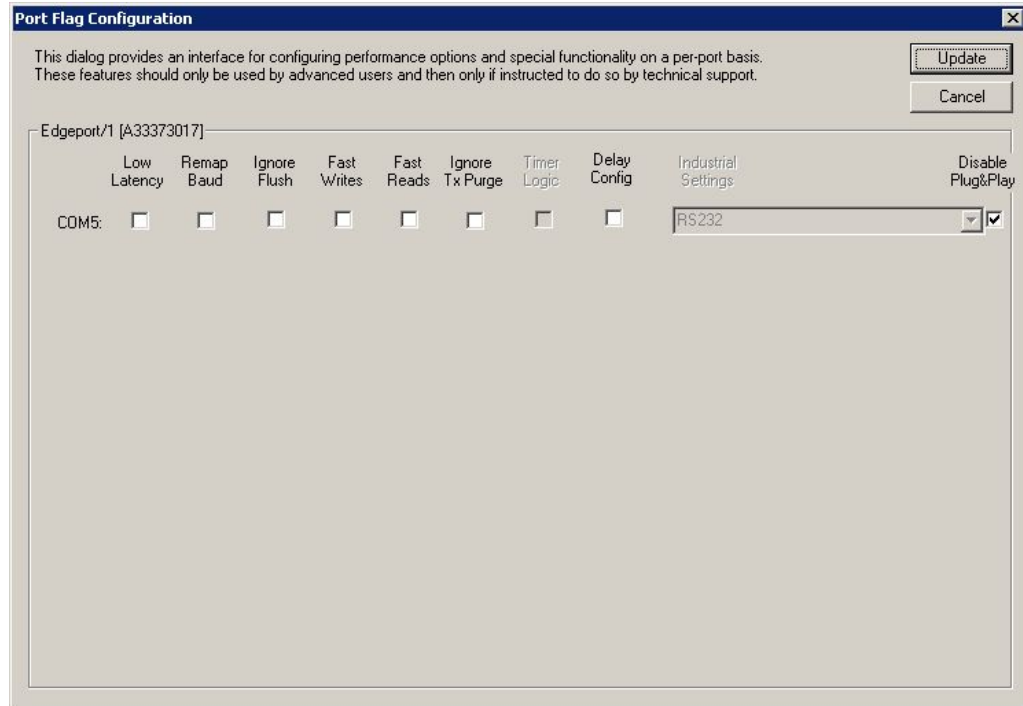 Port Flag Configuration
This dialog provides an interface for configuring performance options and special functionality on a per-port basis.
These features should only be used by advanced users and then only if instructed to do so by technical support.
Update
Cancel
Edgeport/1 [A33373017]
Low Latency
Remap Baud
Ignore Flush
Fast Writes
Fast Reads
Ignore Tx Purge
Timer Logic
Delay Config
Industrial Settings
Disable Plug&Play
COM5:
RS232